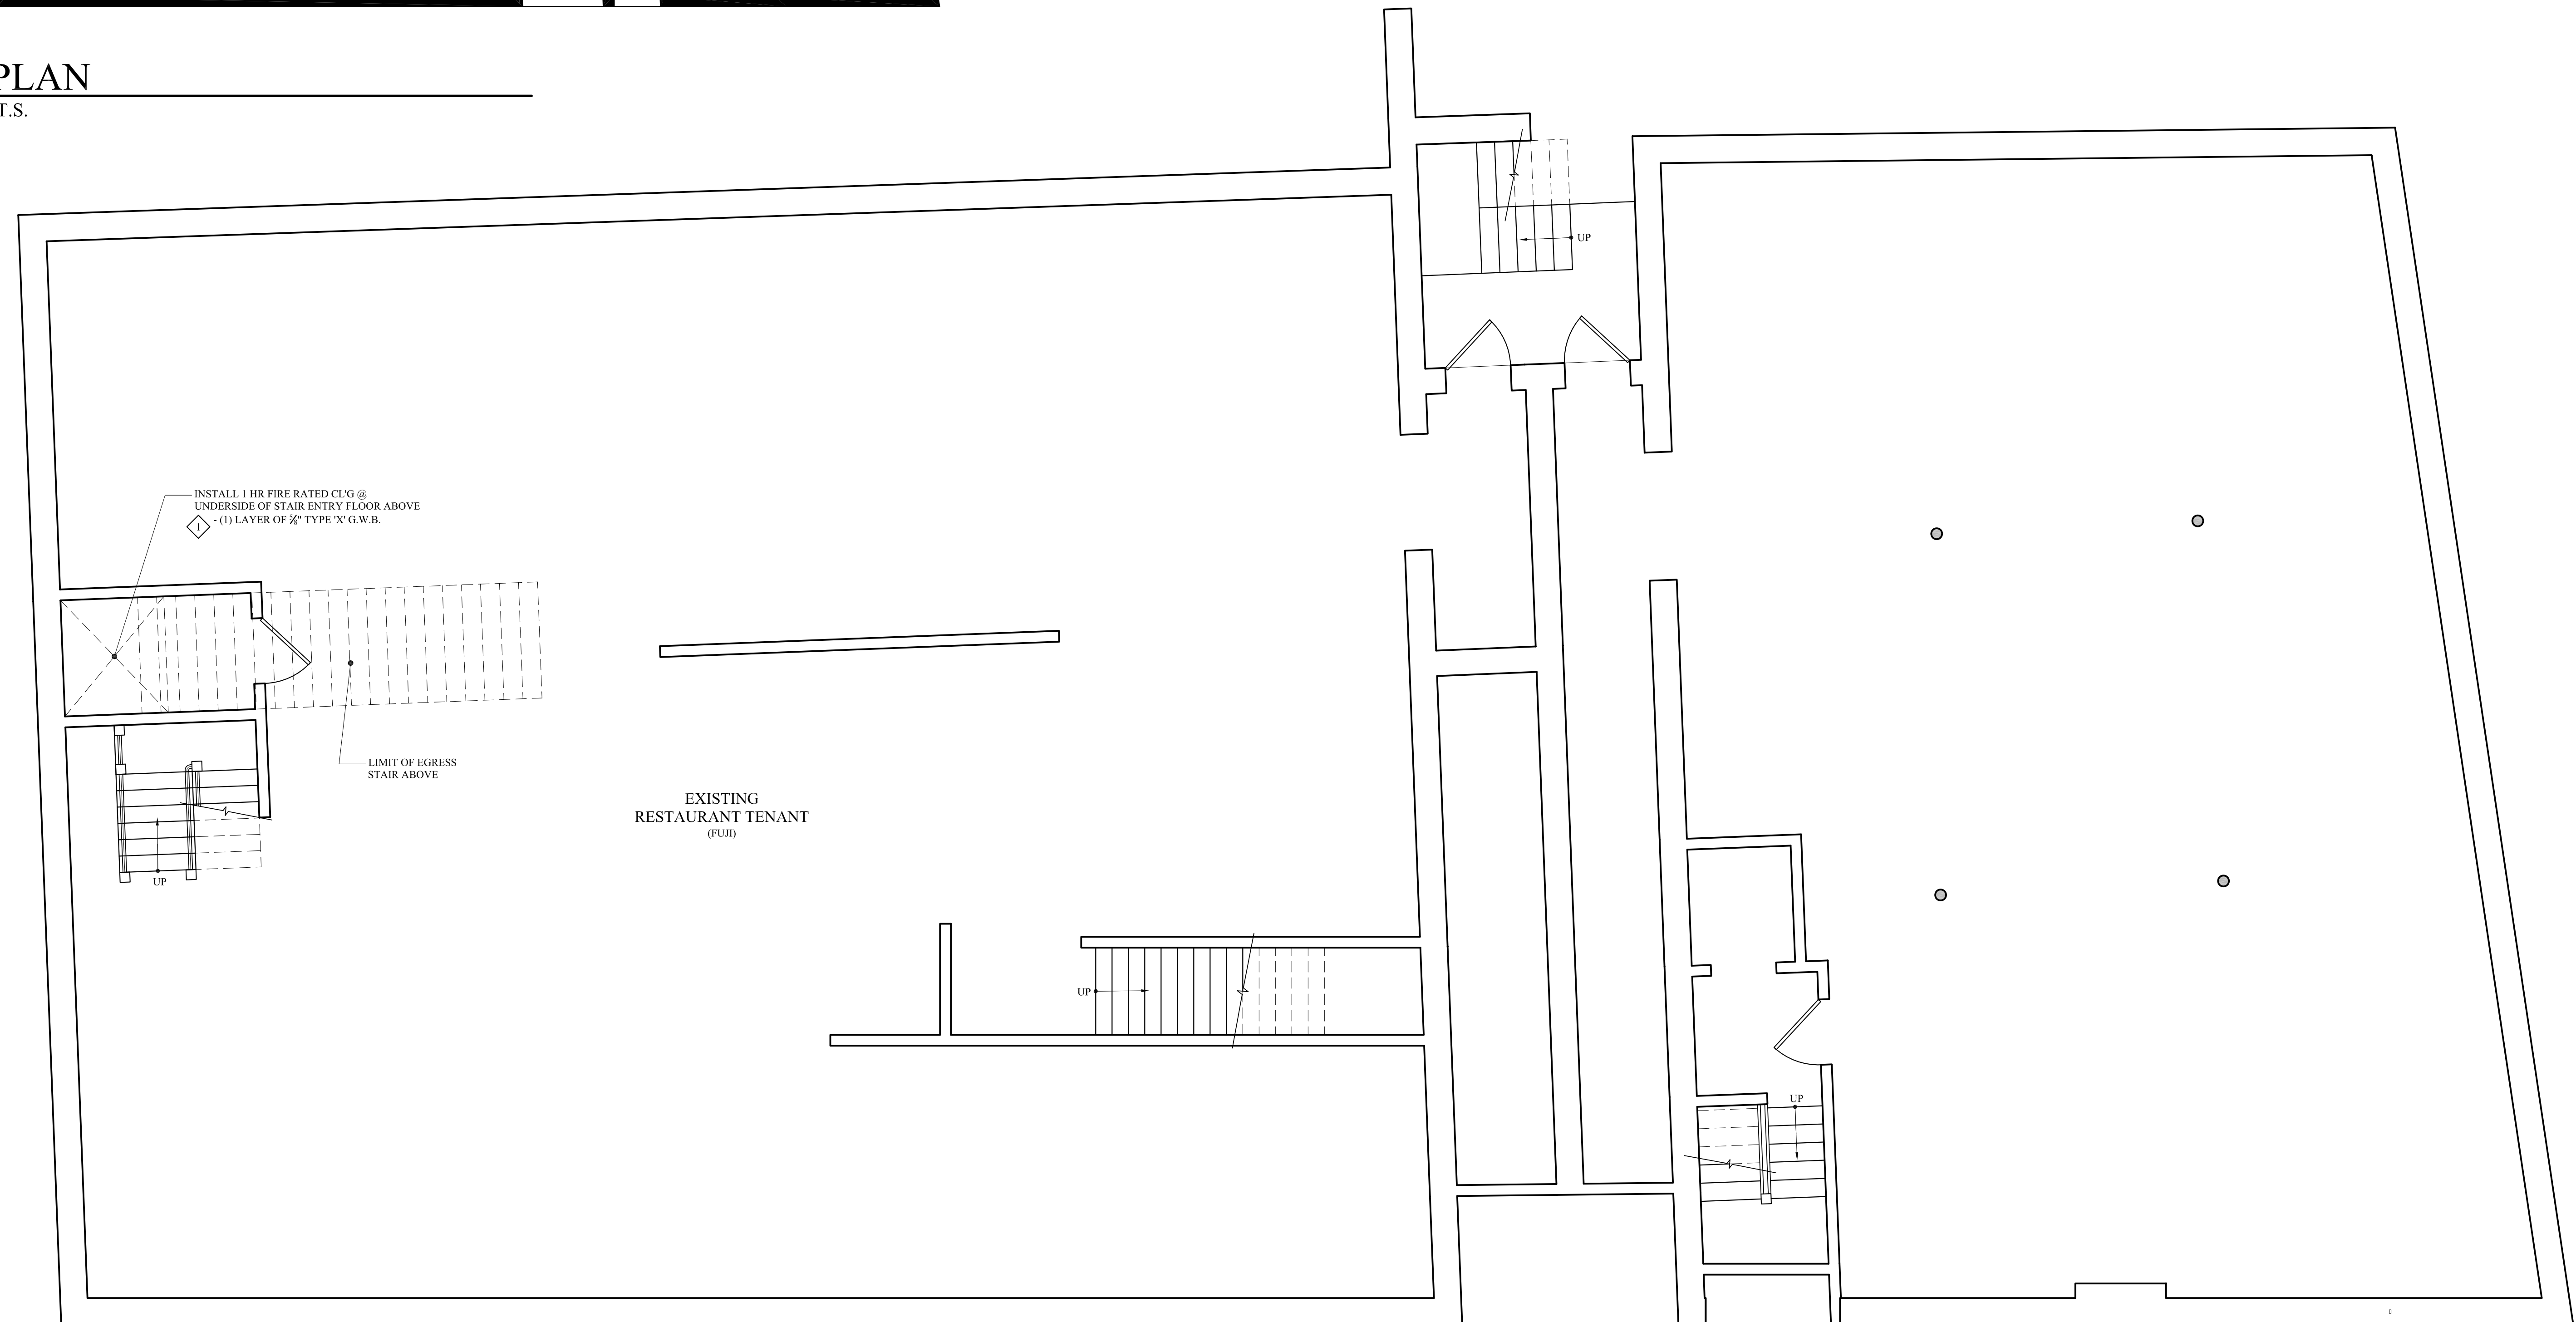 PLAN
T.S.
UP
INSTALL 1 HR FIRE RATED CL'G @
UNDERSIDE OF STAIR ENTRY FLOOR ABOVE
1
- (1) LAYER OF ⅝" TYPE 'X' G.W.B.
LIMIT OF EGRESS
STAIR ABOVE
EXISTING
RESTAURANT TENANT
(FUJI)
UP
UP
UP